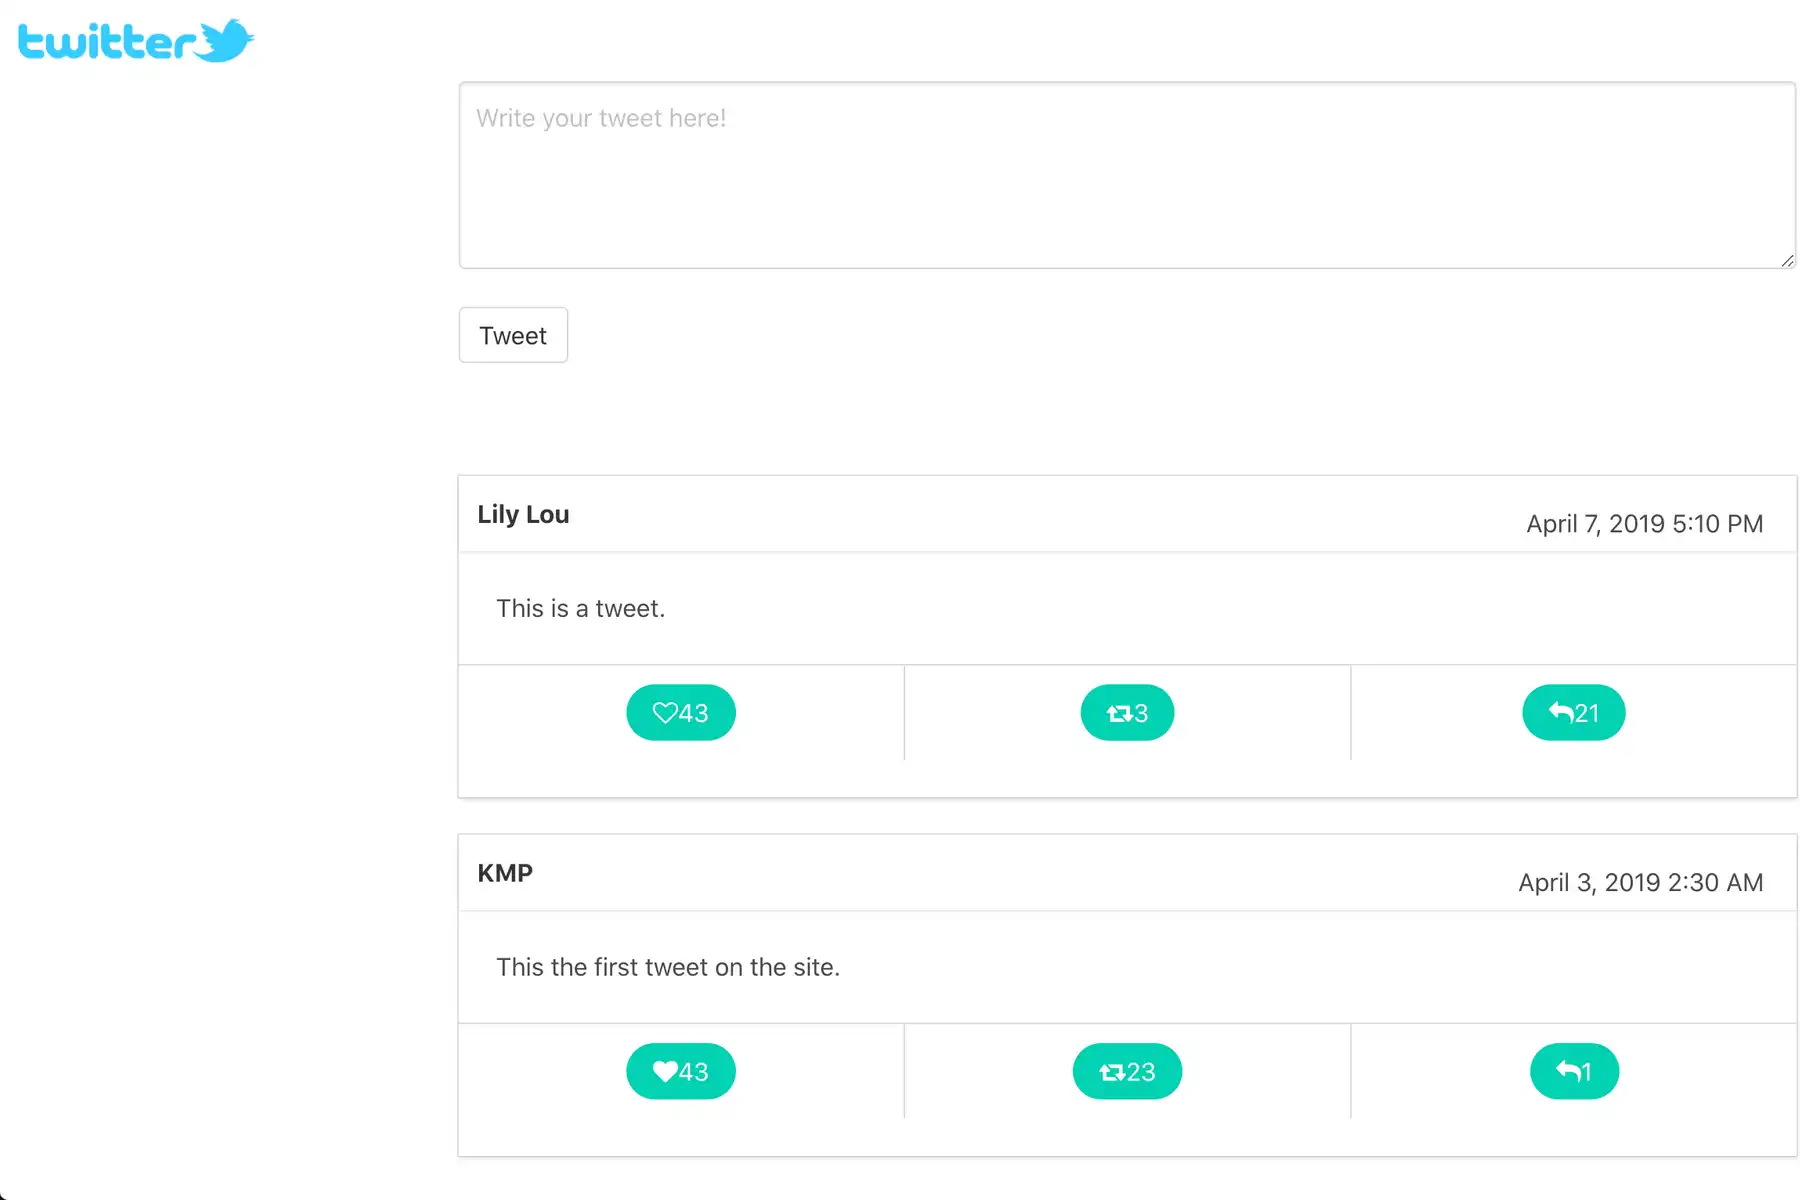 twitter
Write your tweet here!
Tweet
Lily Lou
April 7, 2019 5:10 PM
This is a tweet.
43 3 21
KMP
April 3, 2019 2:30 AM
This the first tweet on the site.
43 23 1